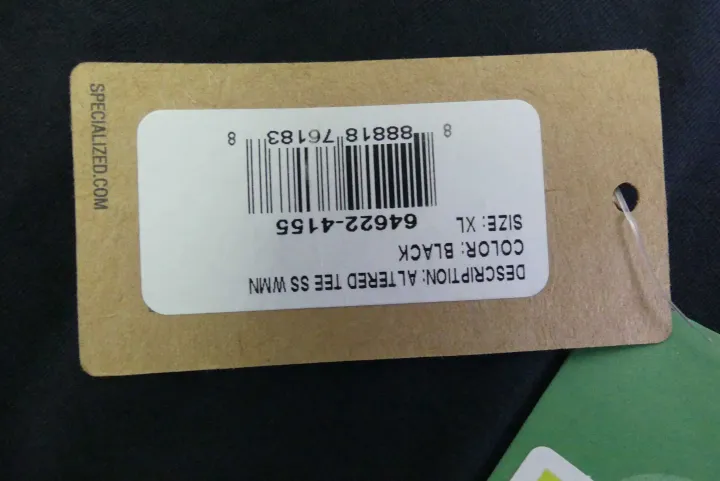 DESCRIPTION: ALTERED TEE SS WMN
COLOR: BLACK
SIZE: XL
64622-4155
8 88818 76183 8
SPECIALIZED.COM